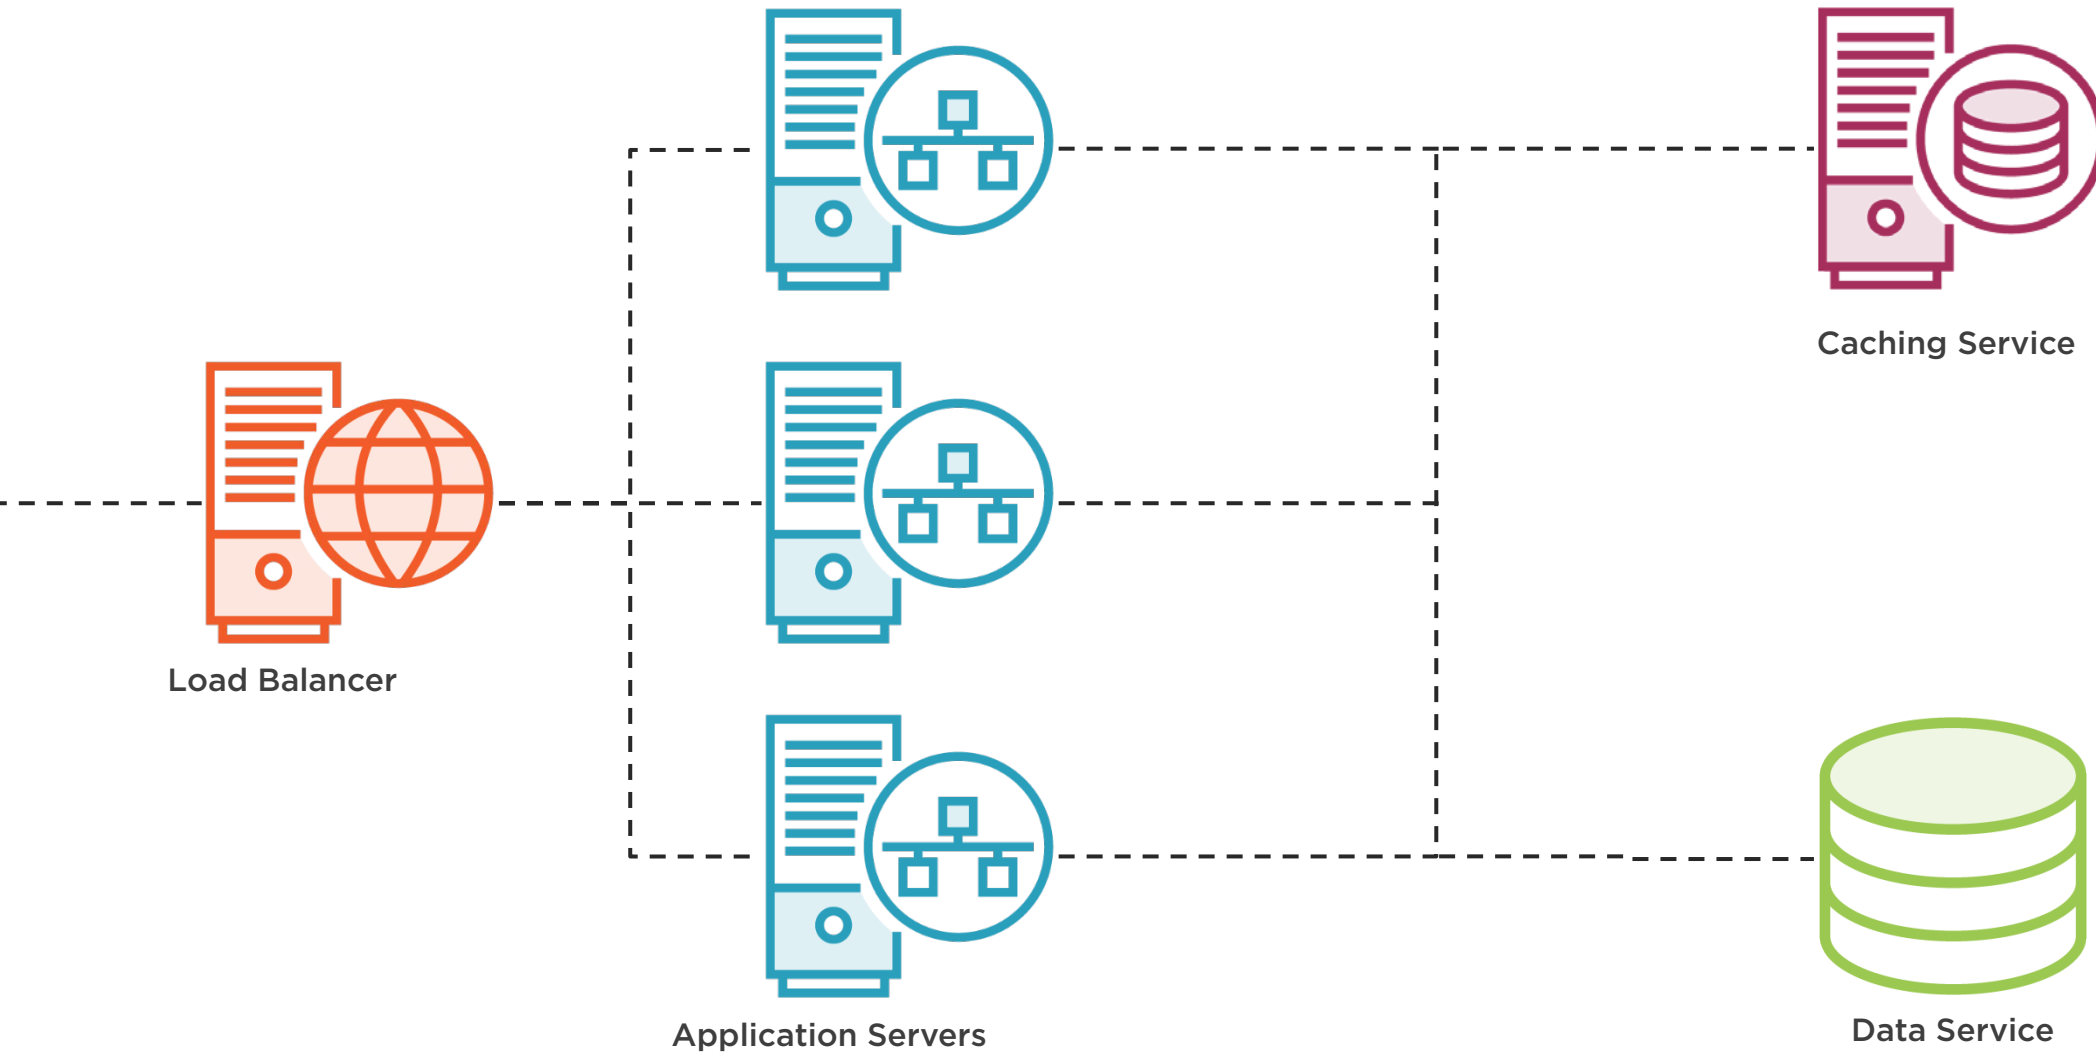 Caching Service
Load Balancer
Application Servers
Data Service